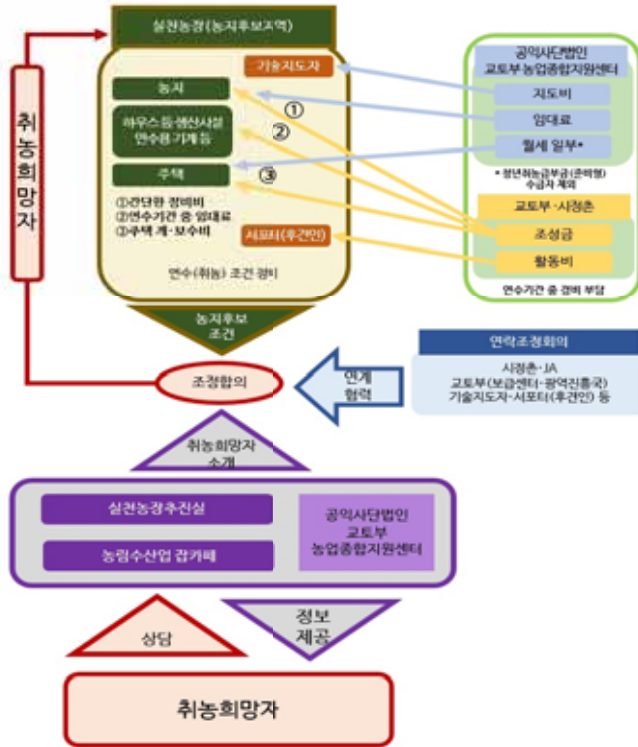 실천농장(농지후보지역)
취농희망자
기술지도자
농지
①
하우스 등 생산시설
연수용 기계 등
②
주택
③
①간단한 정비비
②연수기간 중 임대료
③주택 개·보수비
서포터(후견인)
연수(취농) 조건 정비
공익사단법인
교토부 농업종합지원센터
지도비
임대료
월세 일부*
* 청년취농급부금(준비형)
수급자 제외
교토부·시정촌
조성금
활동비
연수기간 중 경비 부담
농지후보
조건
조정합의
연계
협력
연락조정회의
시정촌·JA
교토부(보급센터·광역진흥국)
기술지도자·서포터(후견인) 등
취농희망자
소개
실천농장추진실
농림수산업 잡카페
공익사단법인
교토부
농업종합지원센터
상담
정보
제공
취농희망자